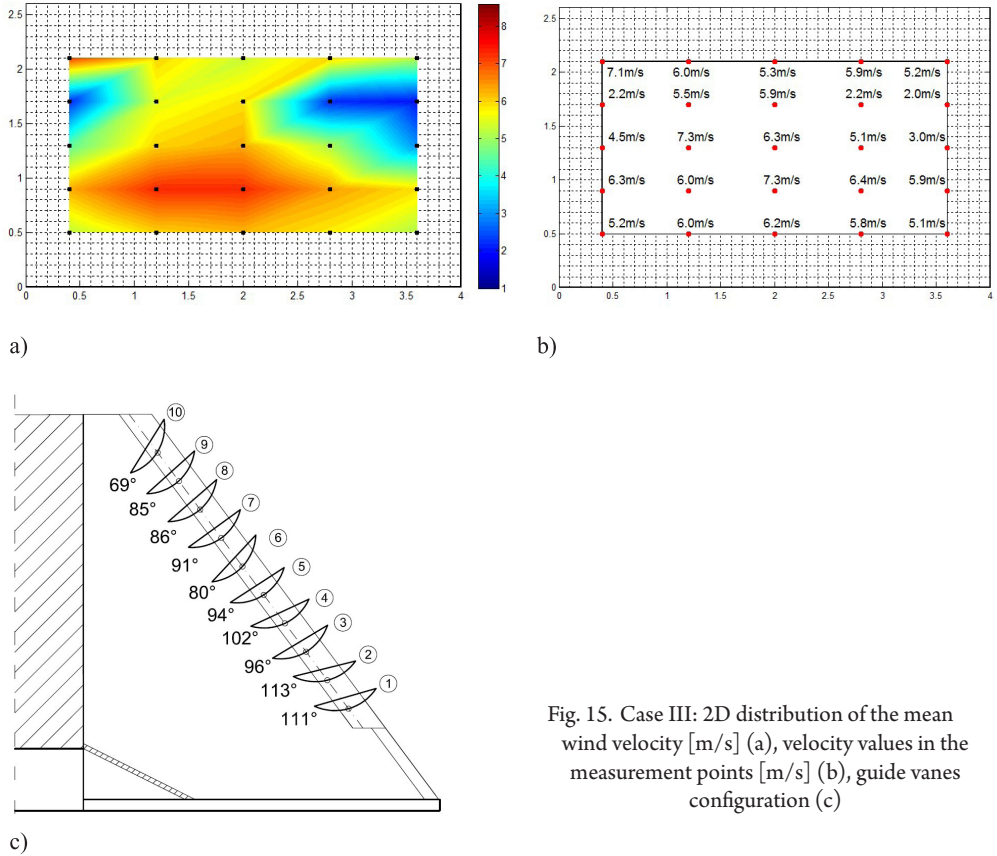 2.5
2
1.5
1
0.5
0
0 0.5 1 1.5 2 2.5 3 3.5 4
8
7
6
5
4
3
2
1
a)
2.5
2
1.5
1
0.5
0
7.1m/s 6.0m/s 5.3m/s 5.9m/s 5.2m/s
2.2m/s 5.5m/s 5.9m/s 2.2m/s 2.0m/s
4.5m/s 7.3m/s 6.3m/s 5.1m/s 3.0m/s
6.3m/s 6.0m/s 7.3m/s 6.4m/s 5.9m/s
5.2m/s 6.0m/s 6.2m/s 5.8m/s 5.1m/s
0 0.5 1 1.5 2 2.5 3 3.5 4
b)
10
69°
9
85°
8
86°
7
91°
6
80°
5
94°
4
102°
3
96°
2
113°
1
111°
c)
Fig. 15. Case III: 2D distribution of the mean
wind velocity [m/s] (a), velocity values in the
measurement points [m/s] (b), guide vanes
configuration (c)